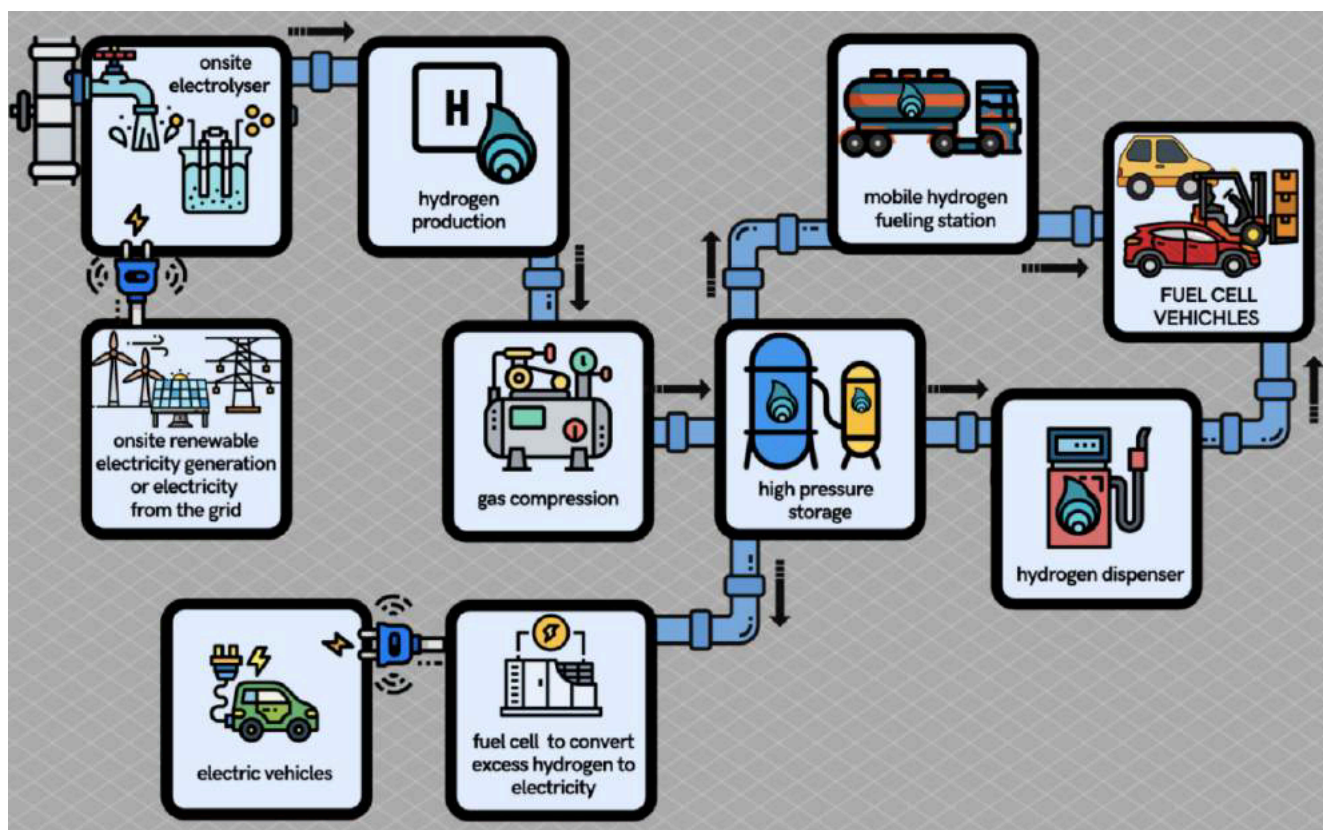 onsite
electrolyser
H
hydrogen
production
mobile hydrogen
fueling station
FUEL CELL
VEHICHLES
onsite renewable
electricity generation
or electricity
from the grid
gas compression
high pressure
storage
hydrogen dispenser
electric vehicles
fuel cell to convert
excess hydrogen to
electricity